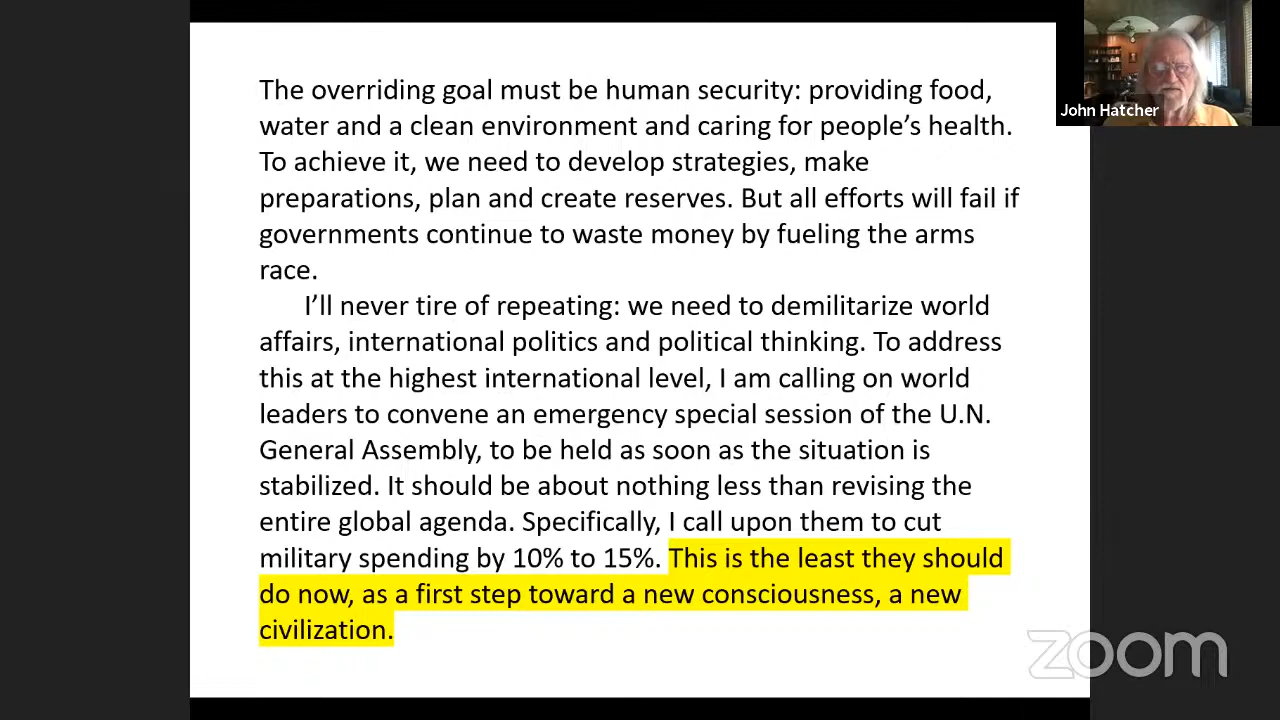 The overriding goal must be human security: providing food,
water and a clean environment and caring for people’s health.
To achieve it, we need to develop strategies, make
preparations, plan and create reserves. But all efforts will fail if
governments continue to waste money by fueling the arms
race.
I’ll never tire of repeating: we need to demilitarize world
affairs, international politics and political thinking. To address
this at the highest international level, I am calling on world
leaders to convene an emergency special session of the U.N.
General Assembly, to be held as soon as the situation is
stabilized. It should be about nothing less than revising the
entire global agenda. Specifically, I call upon them to cut
military spending by 10% to 15%. This is the least they should
do now, as a first step toward a new consciousness, a new
civilization.
John Hatcher
zoom